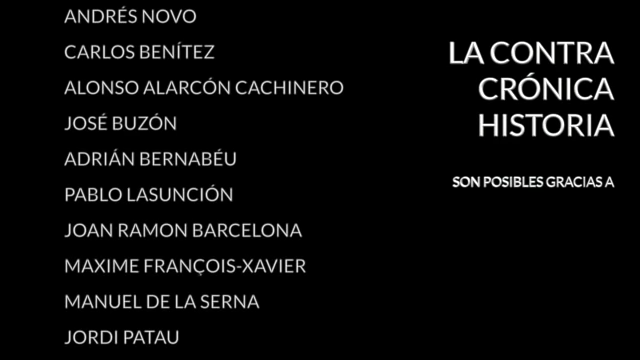 ANDRÉS NOVO
CARLOS BENÍTEZ
ALONSO ALARCÓN CACHINERO
JOSÉ BUZÓN
ADRIÁN BERNABÉU
PABLO LASUNCIÓN
JOAN RAMON BARCELONA
MAXIME FRANÇOIS-XAVIER
MANUEL DE LA SERNA
JORDI PATAU
LA CONTRA
CRÓNICA
HISTORIA
SON POSIBLES GRACIAS A